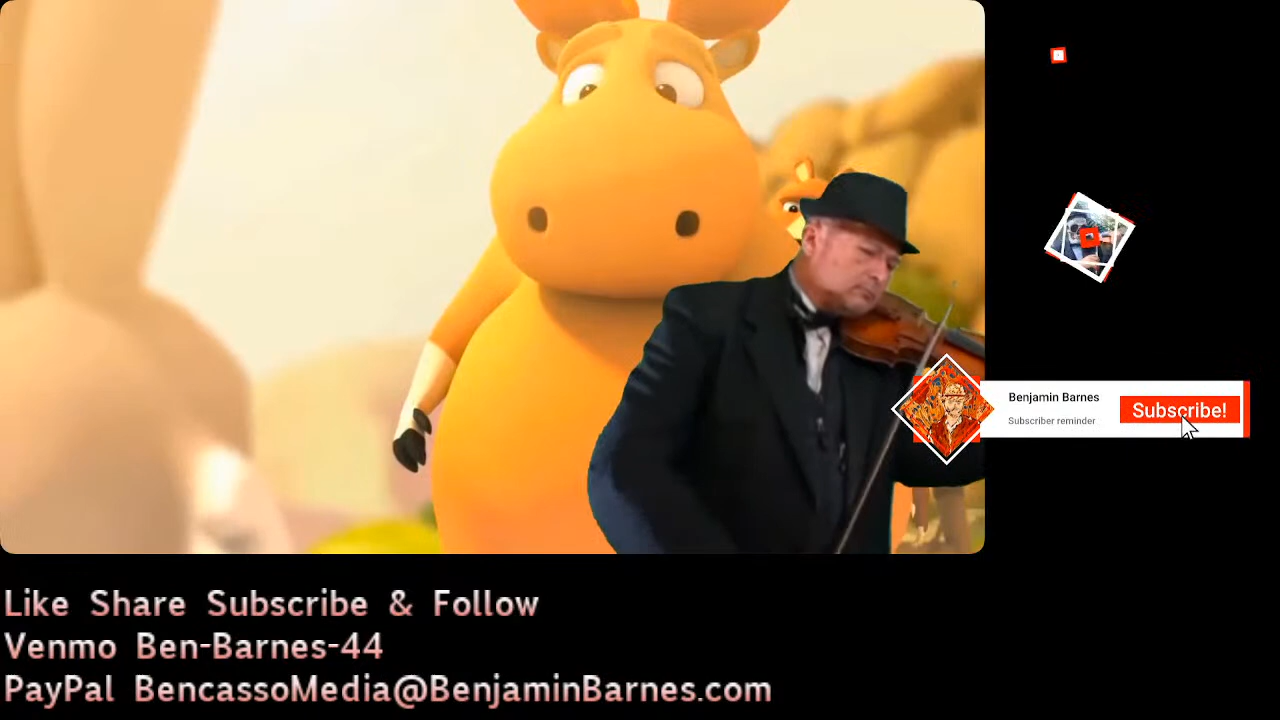 Benjamin Barnes
Subscriber reminder
Subscribe!
Like Share Subscribe & Follow
Venmo Ben-Barnes-44
PayPal BencassoMedia@BenjaminBarnes.com